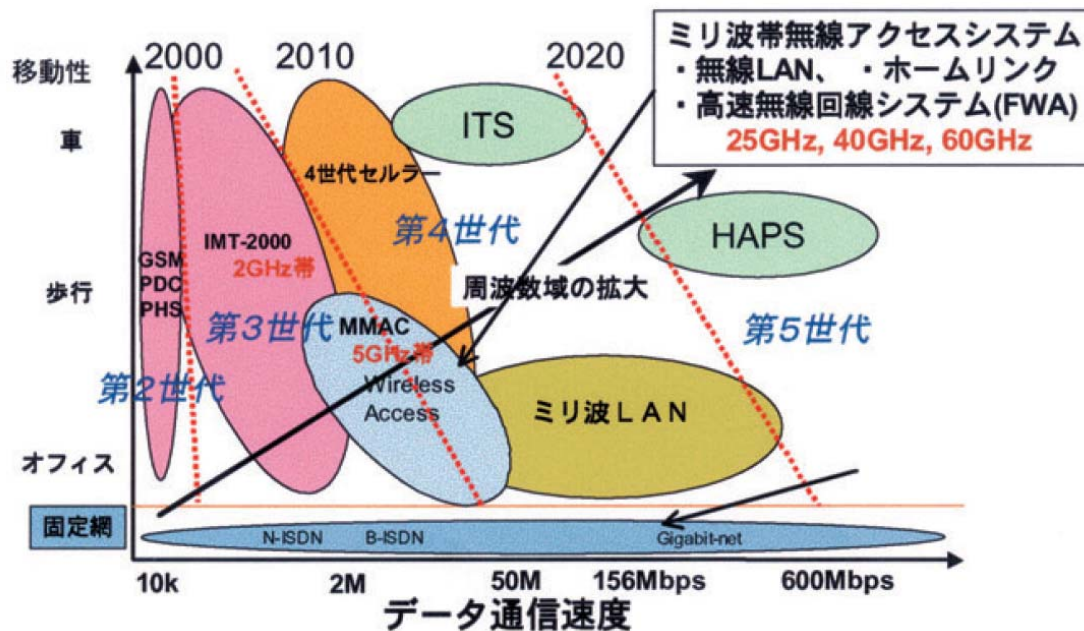 2000
2010
2020
移動性
車
歩行
オフィス
固定網
ミリ波帯無線アクセスシステム
・無線LAN、 ・ホームリンク
・高速無線回線システム(FWA)
25GHz, 40GHz, 60GHz
ITS
4世代セルラー
第4世代
HAPS
IMT-2000
2GHz帯
GSM
PDC
PHS
周波数域の拡大
第3世代
MMAC
5GHz帯
Wireless
Access
第5世代
第2世代
ミリ波LAN
N-ISDN
B-ISDN
Gigabit-net
10k
2M
50M
156Mbps
600Mbps
データ通信速度